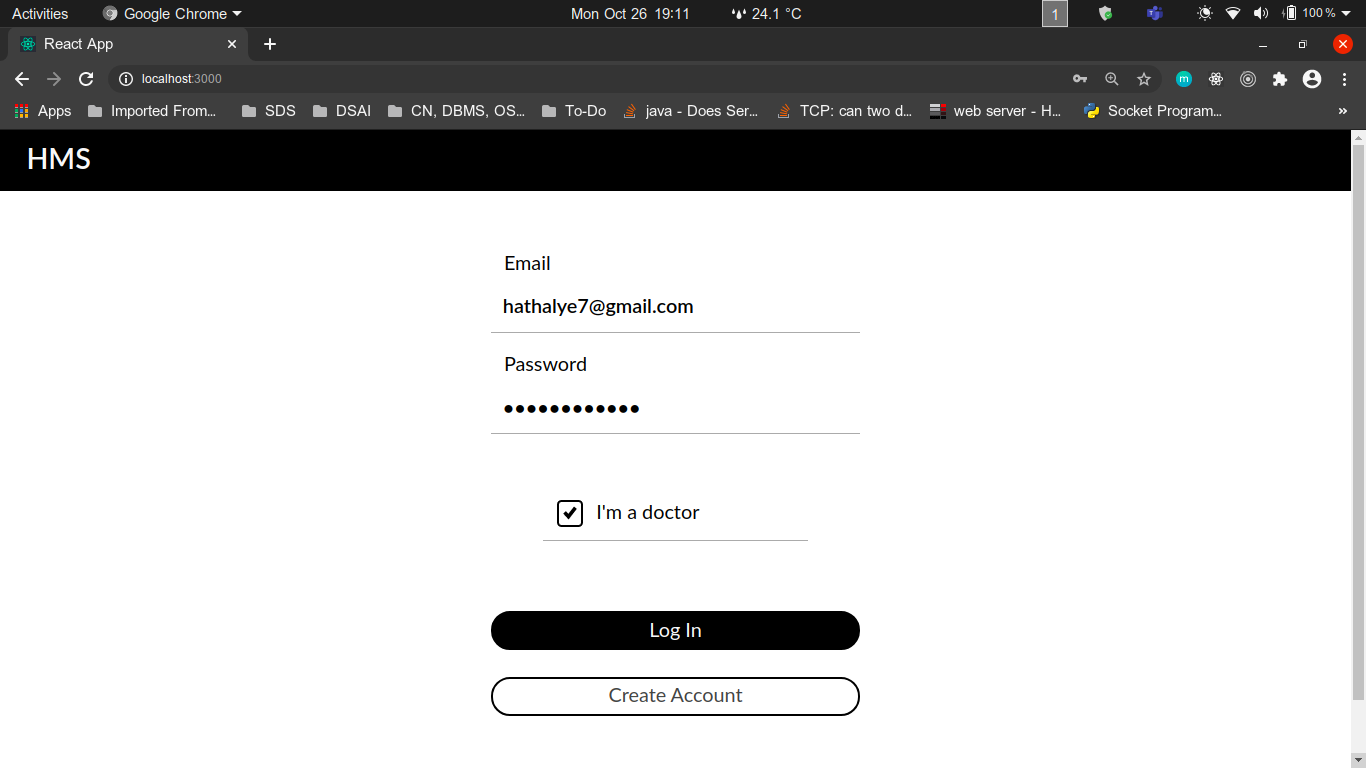 Activities Google Chrome Mon Oct 26 19:11 24.1 °C 1 100 %
React App
localhost:3000 m
Apps Imported From... SDS DSAI CN, DBMS, OS... To-Do java - Does Ser... TCP: can two d... web server - H... Socket Program... »
HMS
Email
hathalye7@gmail.com
Password
••••••••••••
I'm a doctor
Log In
Create Account